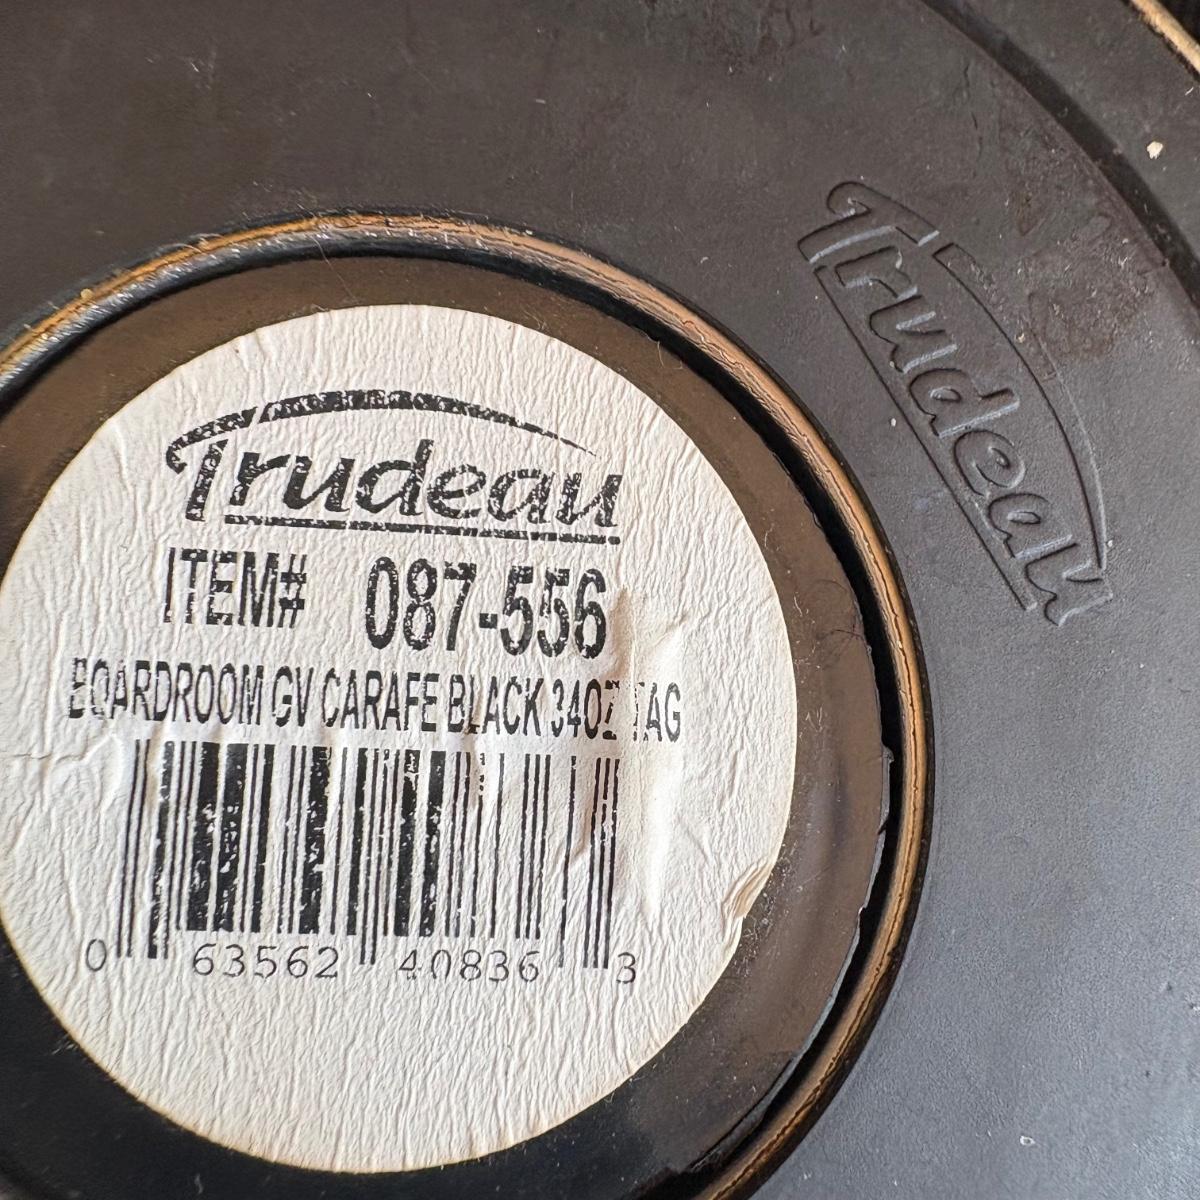 Trudeau
ITEM# 087-556
BOARDROOM GV CARAFE BLACK 34OZ TAG
0 63562 40836 3
Trudeau